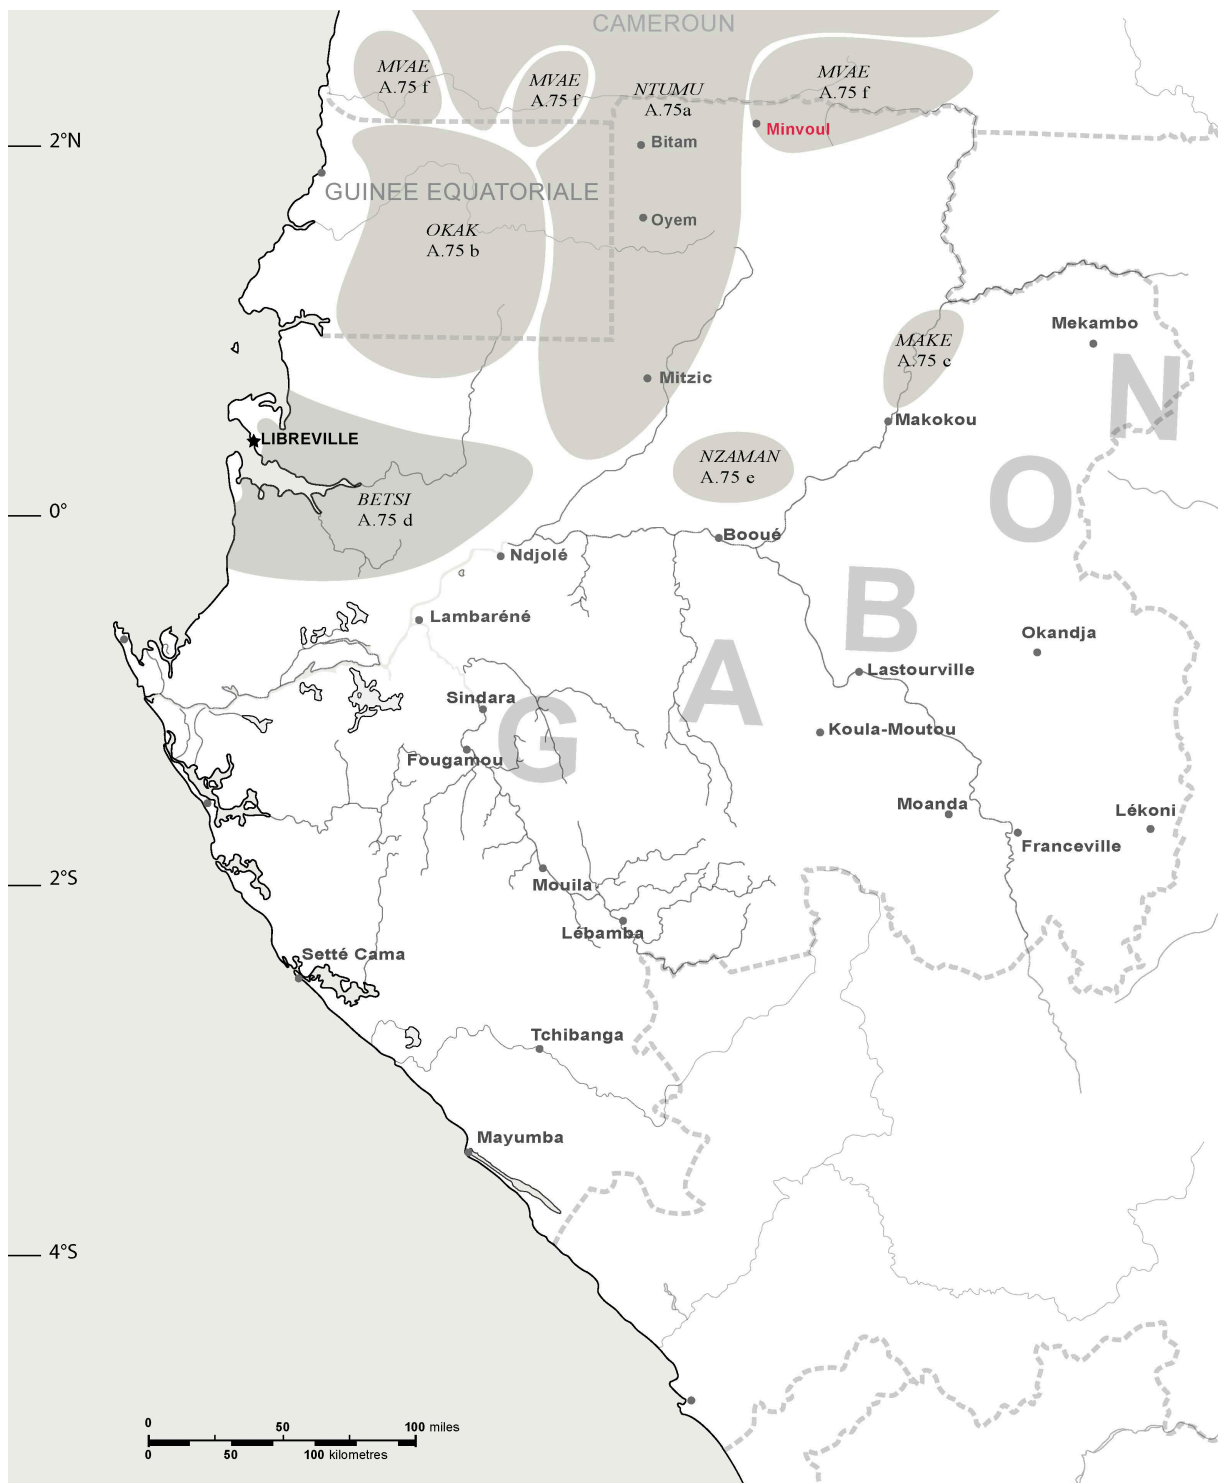 CAMEROUN
MVAE
A.75 f
MVAE
A.75 f
NTUMU
A.75a
MVAE
A.75 f
Minvoul
2°N
Bitam
GUINEE EQUATORIALE
Oyem
OKAK
A.75 b
Mekambo
MAKE
A.75 c
Mitzic
N
Makokou
LIBREVILLE
NZAMAN
A.75 e
O
BETSI
A.75 d
0°
Booué
Ndjolé
B
Lambaréné
Okandja
A
Lastourville
Sindara
G
Koula-Moutou
Fougamou
Moanda
Lékoni
Franceville
2°S
Mouila
Lébamba
Setté Cama
Tchibanga
Mayumba
4°S
0 50 100 miles
0 50 100 kilometres